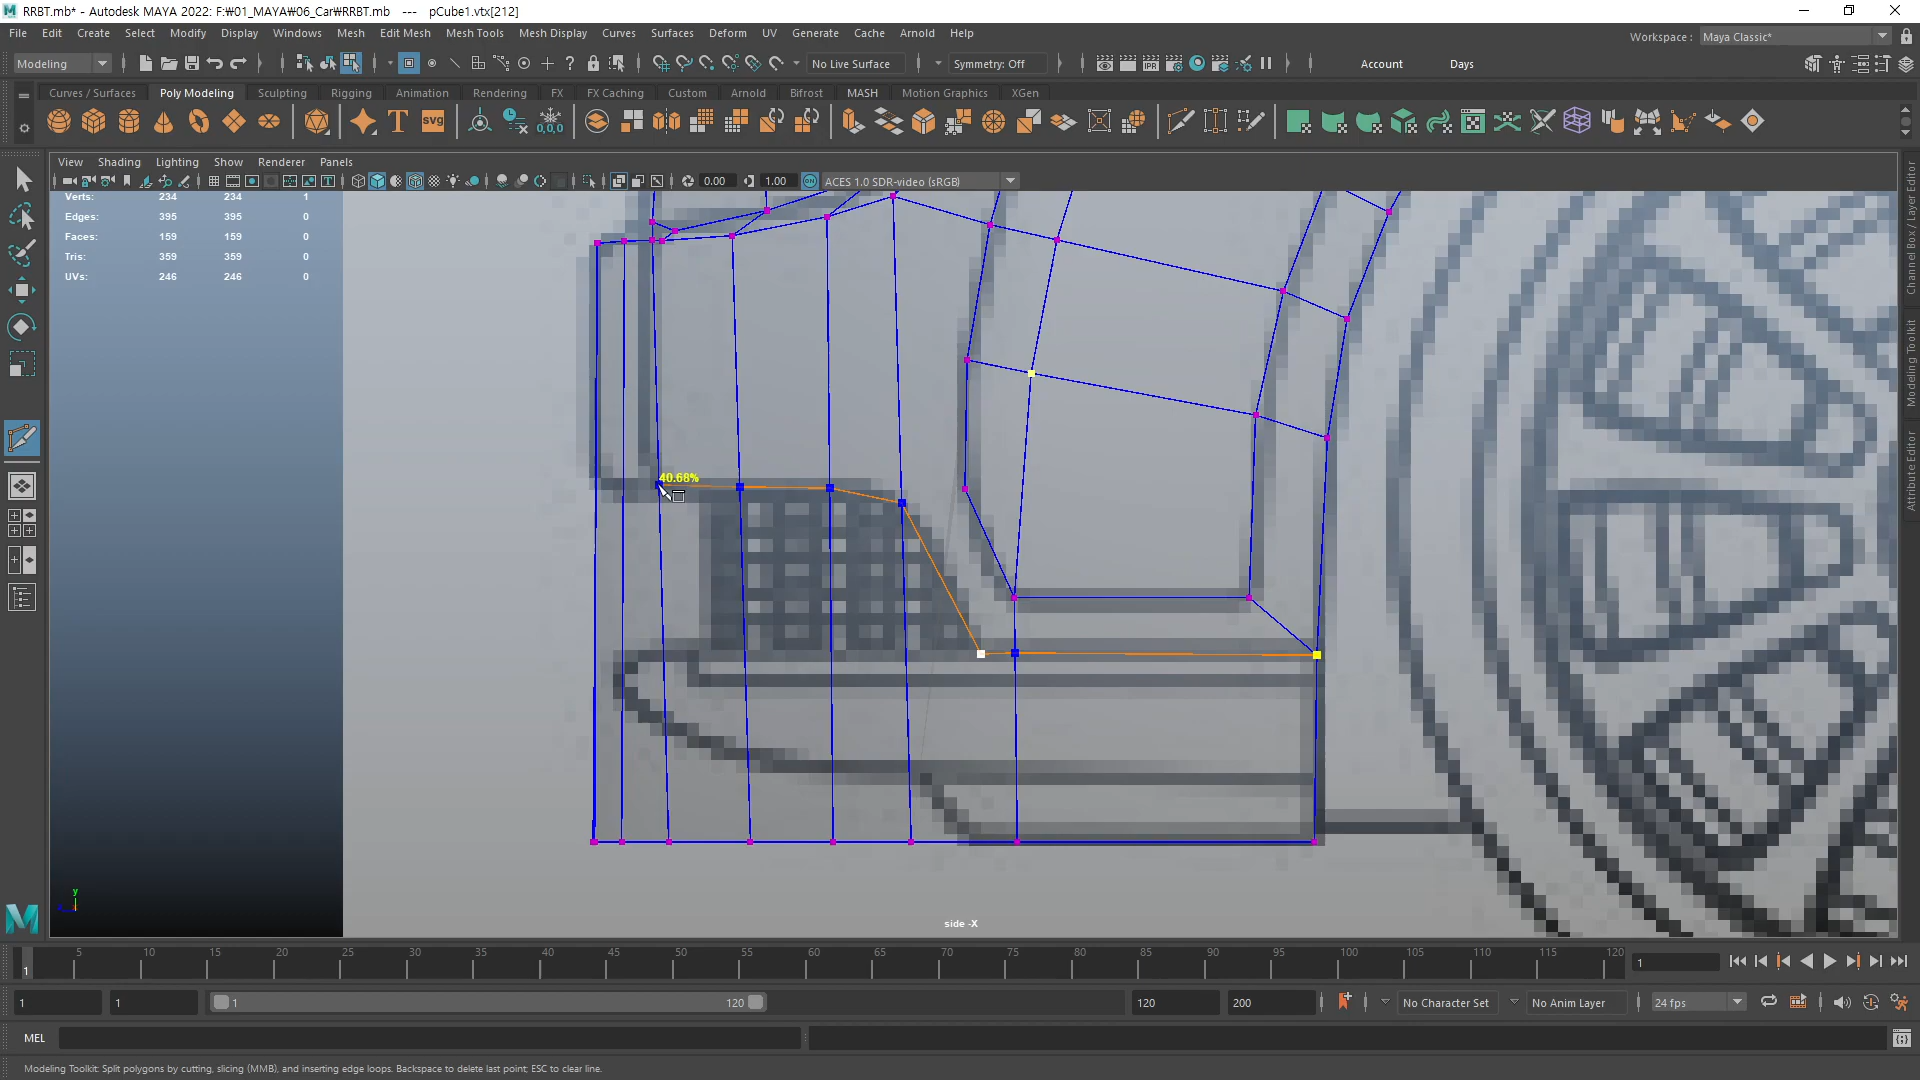 RRBT.mb* - Autodesk MAYA 2022: F:\01_MAYA\06_Car\RRBT.mb --- pCube1.vtx[212]
File Edit Create Select Modify Display Windows Mesh Edit Mesh Mesh Tools Mesh Display Curves Surfaces Deform UV Generate Cache Arnold Help
Workspace : Maya Classic*
Modeling
No Live Surface
Symmetry: Off
IPR
Account
Days
Curves / Surfaces Poly Modeling Sculpting Rigging Animation Rendering FX FX Caching Custom Arnold Bifrost MASH Motion Graphics XGen
T
svg
0,0,0
View Shading Lighting Show Renderer Panels
0.00
1.00
ON
ACES 1.0 SDR-video (sRGB)
Verts: 234 234 1
Edges: 395 395 0
Faces: 159 159 0
Tris: 359 359 0
UVs: 246 246 0
40.68%
Channel Box / Layer Editor
Modeling Toolkit
Attribute Editor
y
side -X
5 10 15 20 25 30 35 40 45 50 55 60 65 70 75 80 85 90 95 100 105 110 115 120
1
1
1
1
1
120
120
200
No Character Set
No Anim Layer
24 fps
MEL
Modeling Toolkit: Split polygons by cutting, slicing (MMB), and inserting edge loops. Backspace to delete last point; ESC to clear line.